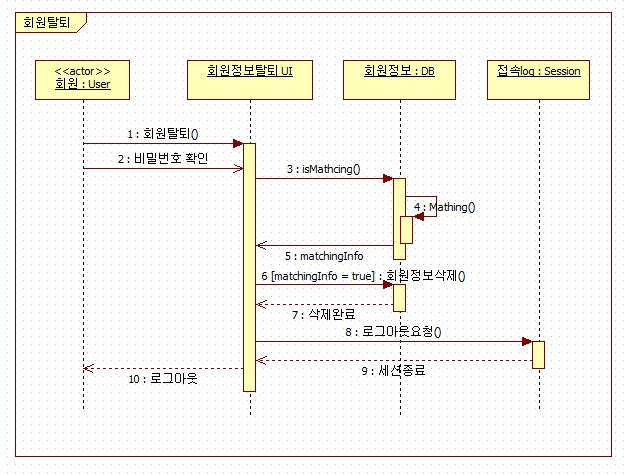 회원탈퇴
<<actor>>
회원 : User
회원정보탈퇴 UI
회원정보 : DB
접속log : Session
1 : 회원탈퇴()
2 : 비밀번호 확인
3 : isMathcing()
4 : Mathing()
5 : matchingInfo
6 [matchingInfo = true] : 회원정보삭제()
7 : 삭제완료
8 : 로그아웃요청()
9 : 세션종료
10 : 로그아웃